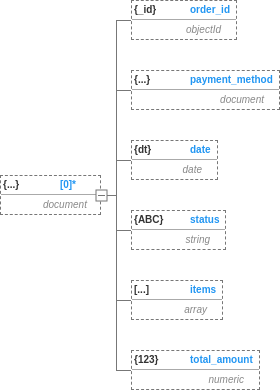 {_id} order_id
objectId
{...} payment_method
document
{dt} date
date
{...} [0]*
document
{ABC} status
string
[...] items
array
{123} total_amount
numeric